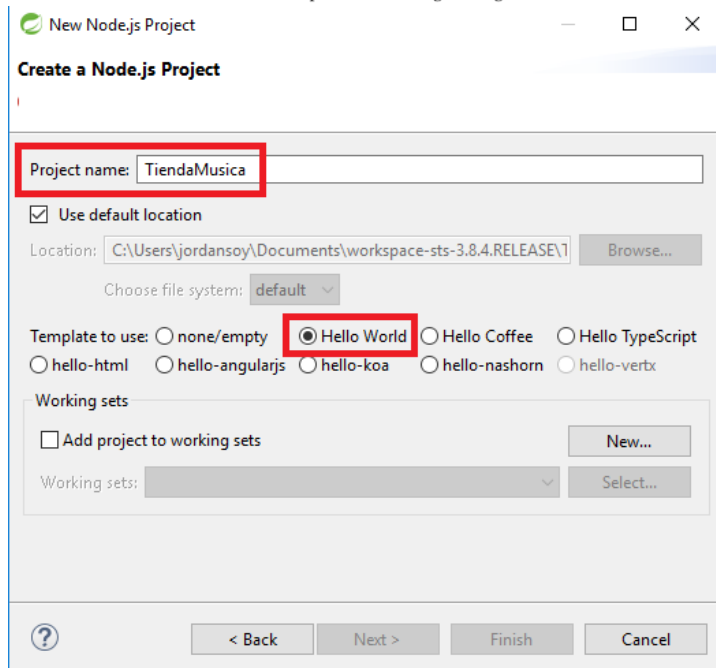 New Node.js Project
Create a Node.js Project
Project name: TiendaMusica
Use default location
Location: C:\Users\jordansoy\Documents\workspace-sts-3.8.4.RELEASE\T Browse...
Choose file system: default
Template to use: none/empty Hello World Hello Coffee Hello TypeScript
hello-html hello-angularjs hello-koa hello-nashorn hello-vertx
Working sets
Add project to working sets New...
Working sets: Select...
? < Back Next > Finish Cancel